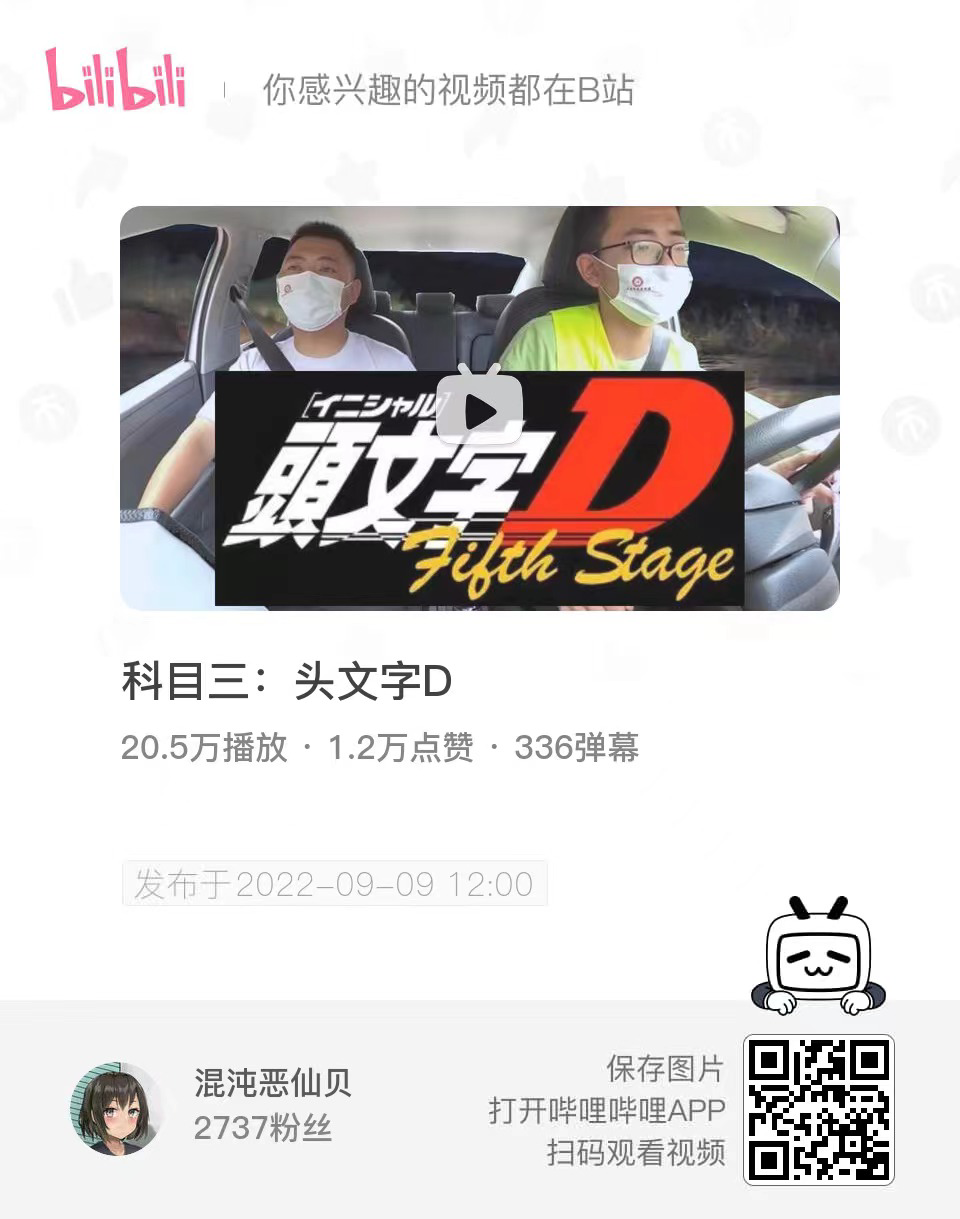 bilibili
你感兴趣的视频都在B站
[イニシャル]
頭文字D
Fifth Stage
科目三：头文字D
20.5万播放 · 1.2万点赞 · 336弹幕
发布于2022-09-09 12:00
混沌恶仙贝
2737粉丝
保存图片
打开哔哩哔哩APP
扫码观看视频